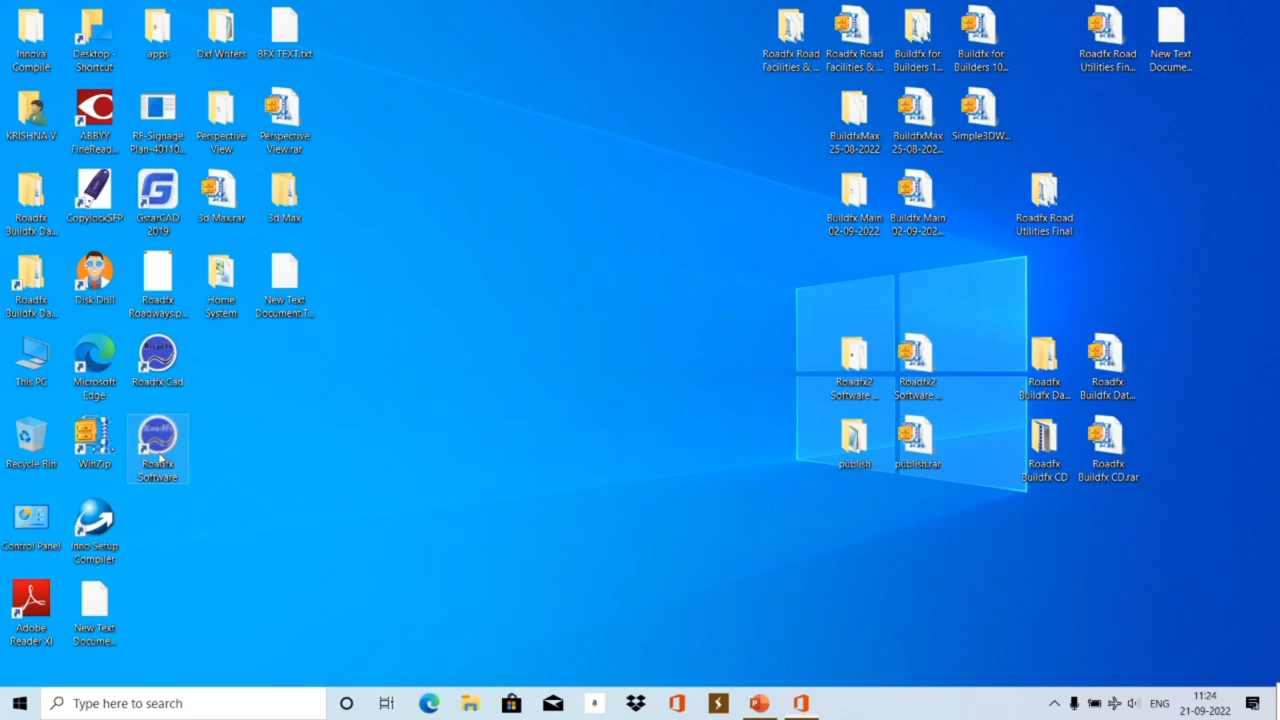 Innova
Compile
Desktop -
Shortcut
apps
Dxf Writers
BFX TEXT.txt
Roadfx Road
Facilities & ...
Roadfx Road
Facilities & ...
Buildfx for
Builders 1...
Buildfx for
Builders 10...
Roadfx Road
Utilities Fin...
New Text
Docume...
KRISHNA V
ABBYY
FineRead...
RF-Signage
Plan-40110...
Perspective
View
Perspective
View.rar
BuildfxMax
25-08-2022
BuildfxMax
25-08-202...
Simple3DW...
Roadfx
Buildfx Da...
CopylockSFP
GstarCAD
2019
3d Max.rar
3d Max
Buildfx Main
02-09-2022
Buildfx Main
02-09-202...
Roadfx Road
Utilities Final
Roadfx
Buildfx Da...
Disk Drill
Roadfx
Roadways.p...
Home
System
New Text
Document.T...
This PC
Microsoft
Edge
Roadfx Cad
Roadfx2
Software ...
Roadfx2
Software ...
Roadfx
Buildfx Da...
Roadfx
Buildfx Dat...
Recycle Bin
WinZip
Roadfx
Software
publish
publish.rar
Roadfx
Buildfx CD
Roadfx
Buildfx CD.rar
Control Panel
Inno Setup
Compiler
Adobe
Reader XI
New Text
Docume...
Type here to search
a
ENG
11:24
21-09-2022